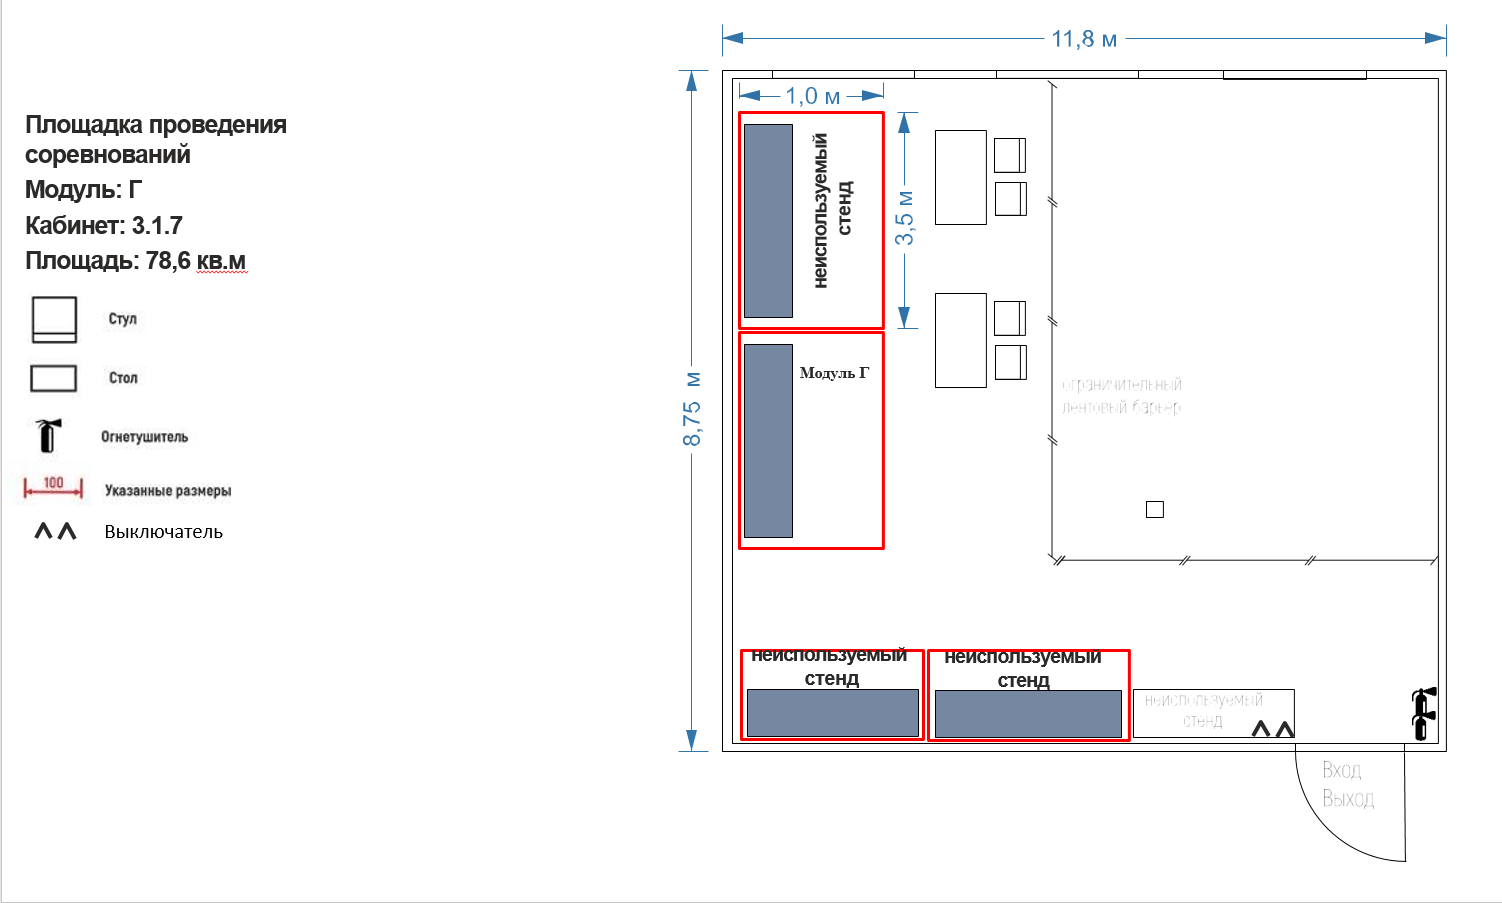 Площадка проведения
соревнований
Модуль: Г
Кабинет: 3.1.7
Площадь: 78,6 кв.м
Стул
Стол
Огнетушитель
100
Указанные размеры
Выключатель
11,8 м
1,0 м
неиспользуемый
стенд
3,5 м
Модуль Г
8,75 м
ограничительный
лентовый барьер
неиспользуемый
стенд
неиспользуемый
стенд
неиспользуемый
стенд
Вход
Выход